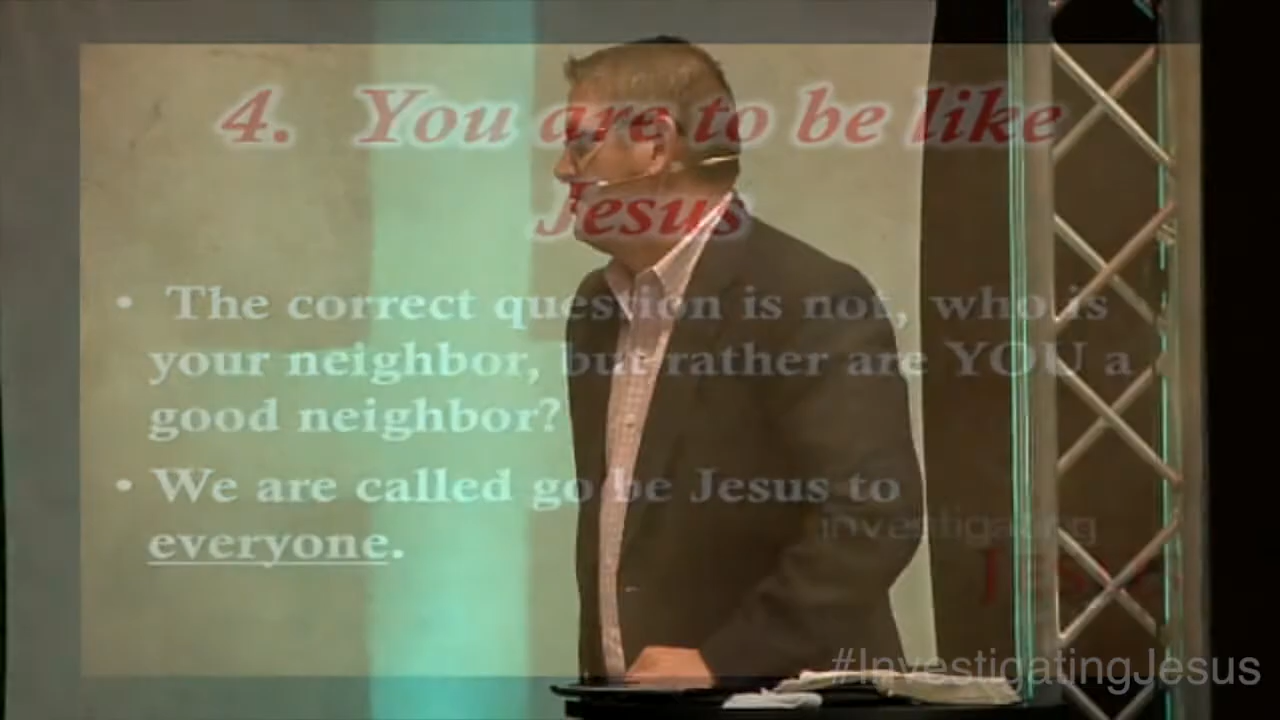 4. You are to be like
Jesus
• The correct question is not, who is
your neighbor, but rather are YOU a
good neighbor?
• We are called go be Jesus to
everyone.
investigating
Jesus
#InvestigatingJesus